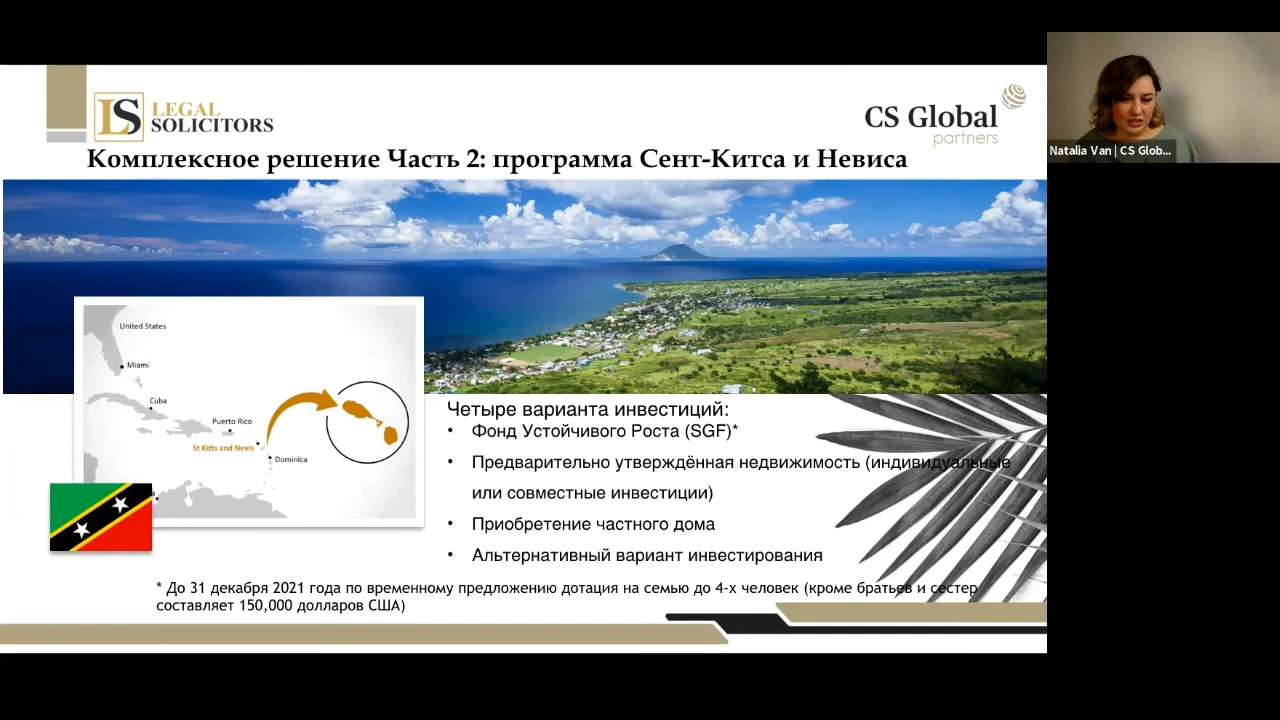 LS LEGAL
SOLICITORS
CS Global
partners
Комплексное решение Часть 2: программа Сент-Китса и Невиса
Natalia Van | CS Glob...
United States
Miami
Cuba
Puerto Rico
St Kitts and Nevis
Dominica
Четыре варианта инвестиций:
• Фонд Устойчивого Роста (SGF)*
• Предварительно утверждённая недвижимость (индивидуальные
или совместные инвестиции)
• Приобретение частного дома
• Альтернативный вариант инвестирования
* До 31 декабря 2021 года по временному предложению дотация на семью до 4-х человек (кроме братьев и сестер
составляет 150,000 долларов США)